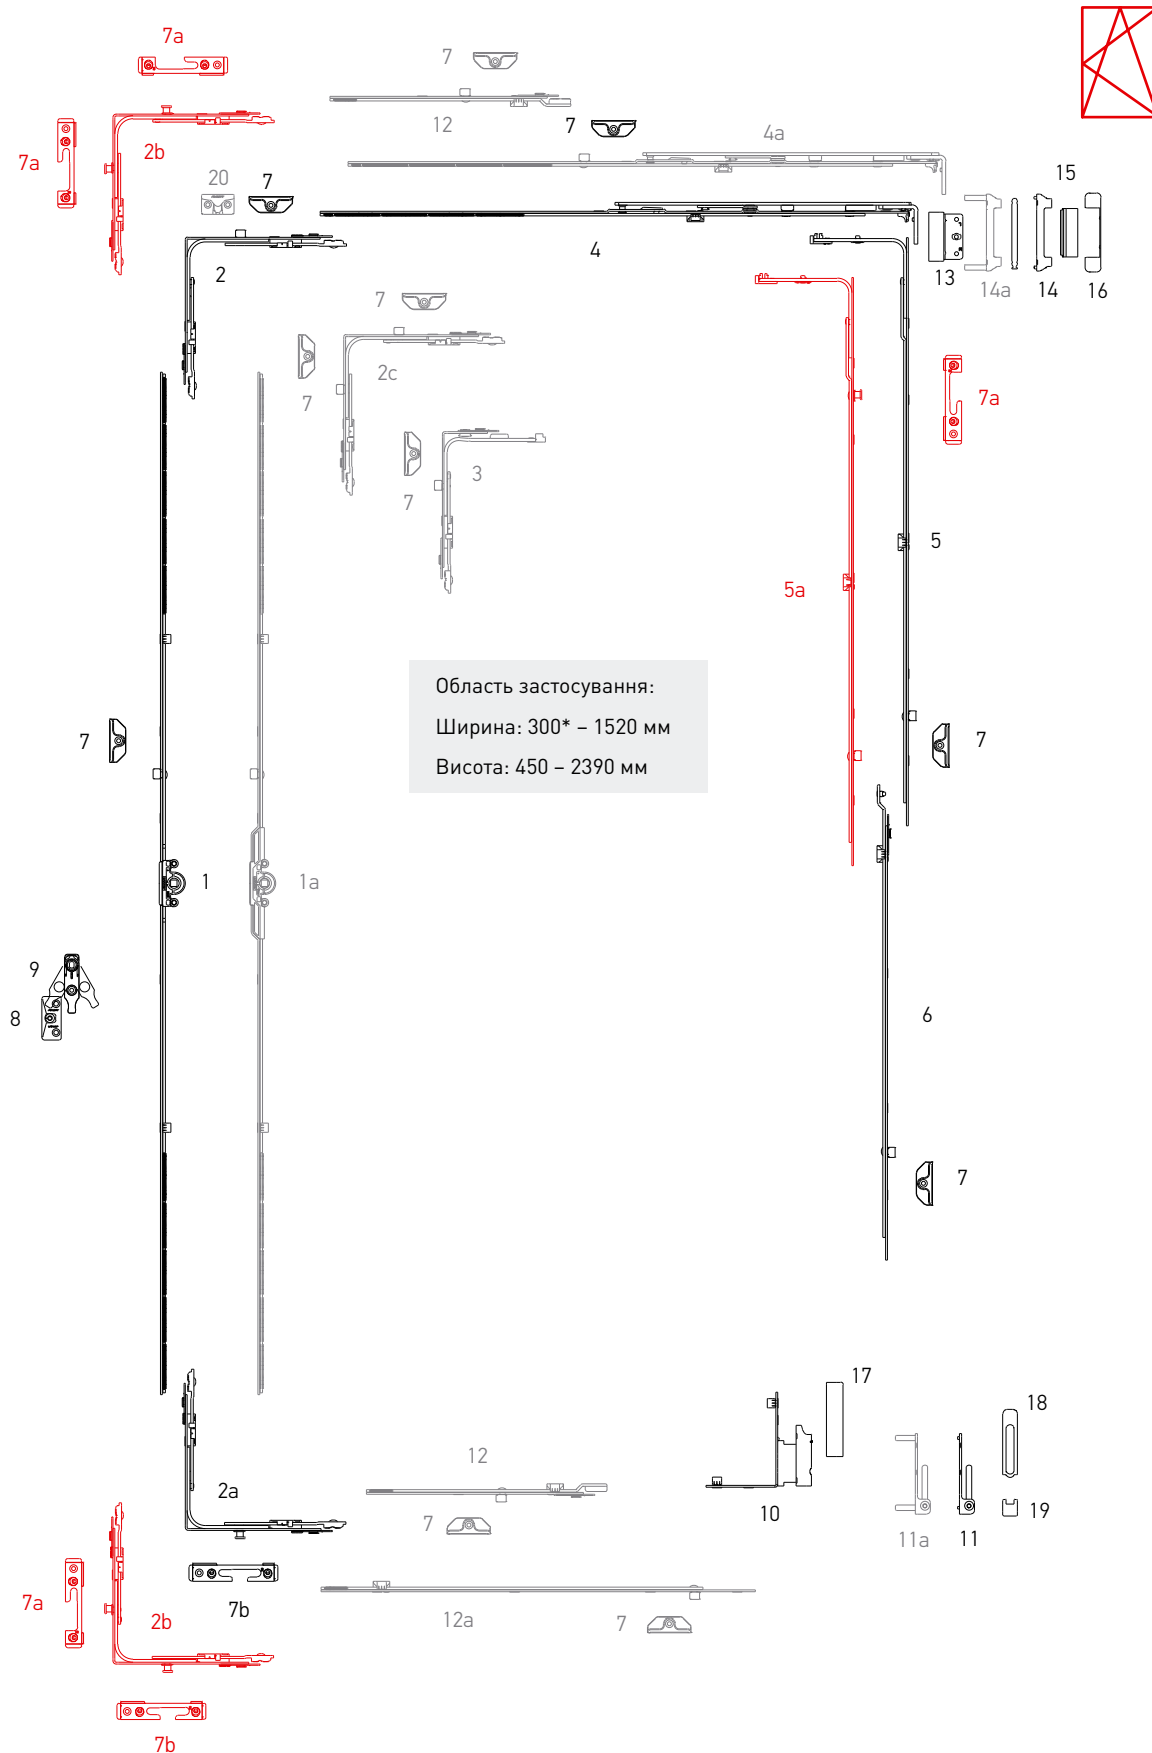 7a
7
12
7
4a
7a
2b
20
7
15
4
2
13
14a
14
16
7
2c
7
7a
3
7
5
5a
Область застосування:
Ширина: 300* – 1520 мм
Висота: 450 – 2390 мм
7
7
1
1a
9
8
6
7
17
18
12
2a
10
19
7
11a
11
7a
7b
2b
12a
7
7b